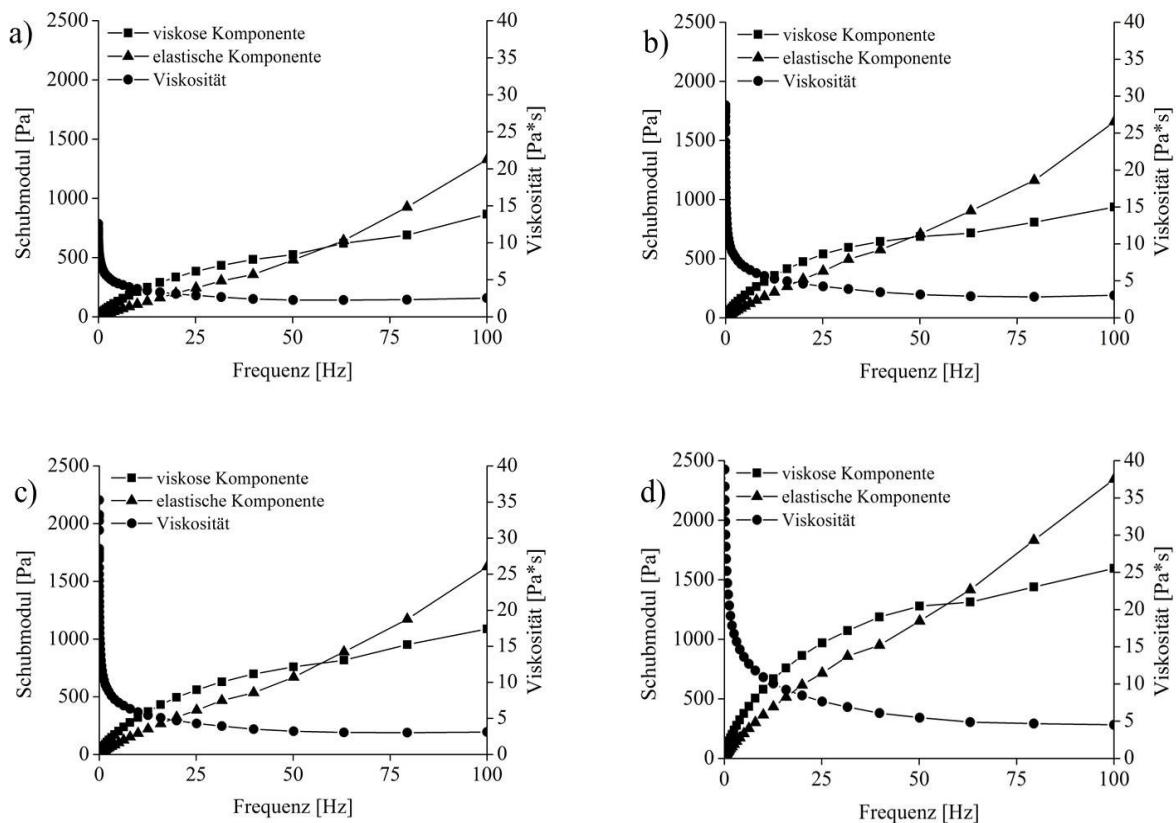 a)
viskose Komponente
elastische Komponente
Viskosität
Schubmodul [Pa]
2500
2000
1500
1000
500
0
Viskosität [Pa*s]
40
35
30
25
20
15
10
5
0
0 25 50 75 100
Frequenz [Hz]
b)
viskose Komponente
elastische Komponente
Viskosität
Schubmodul [Pa]
2500
2000
1500
1000
500
0
Viskosität [Pa*s]
40
35
30
25
20
15
10
5
0
0 25 50 75 100
Frequenz [Hz]
c)
viskose Komponente
elastische Komponente
Viskosität
Schubmodul [Pa]
2500
2000
1500
1000
500
0
Viskosität [Pa*s]
40
35
30
25
20
15
10
5
0
0 25 50 75 100
Frequenz [Hz]
d)
viskose Komponente
elastische Komponente
Viskosität
Schubmodul [Pa]
2500
2000
1500
1000
500
0
Viskosität [Pa*s]
40
35
30
25
20
15
10
5
0
0 25 50 75 100
Frequenz [Hz]